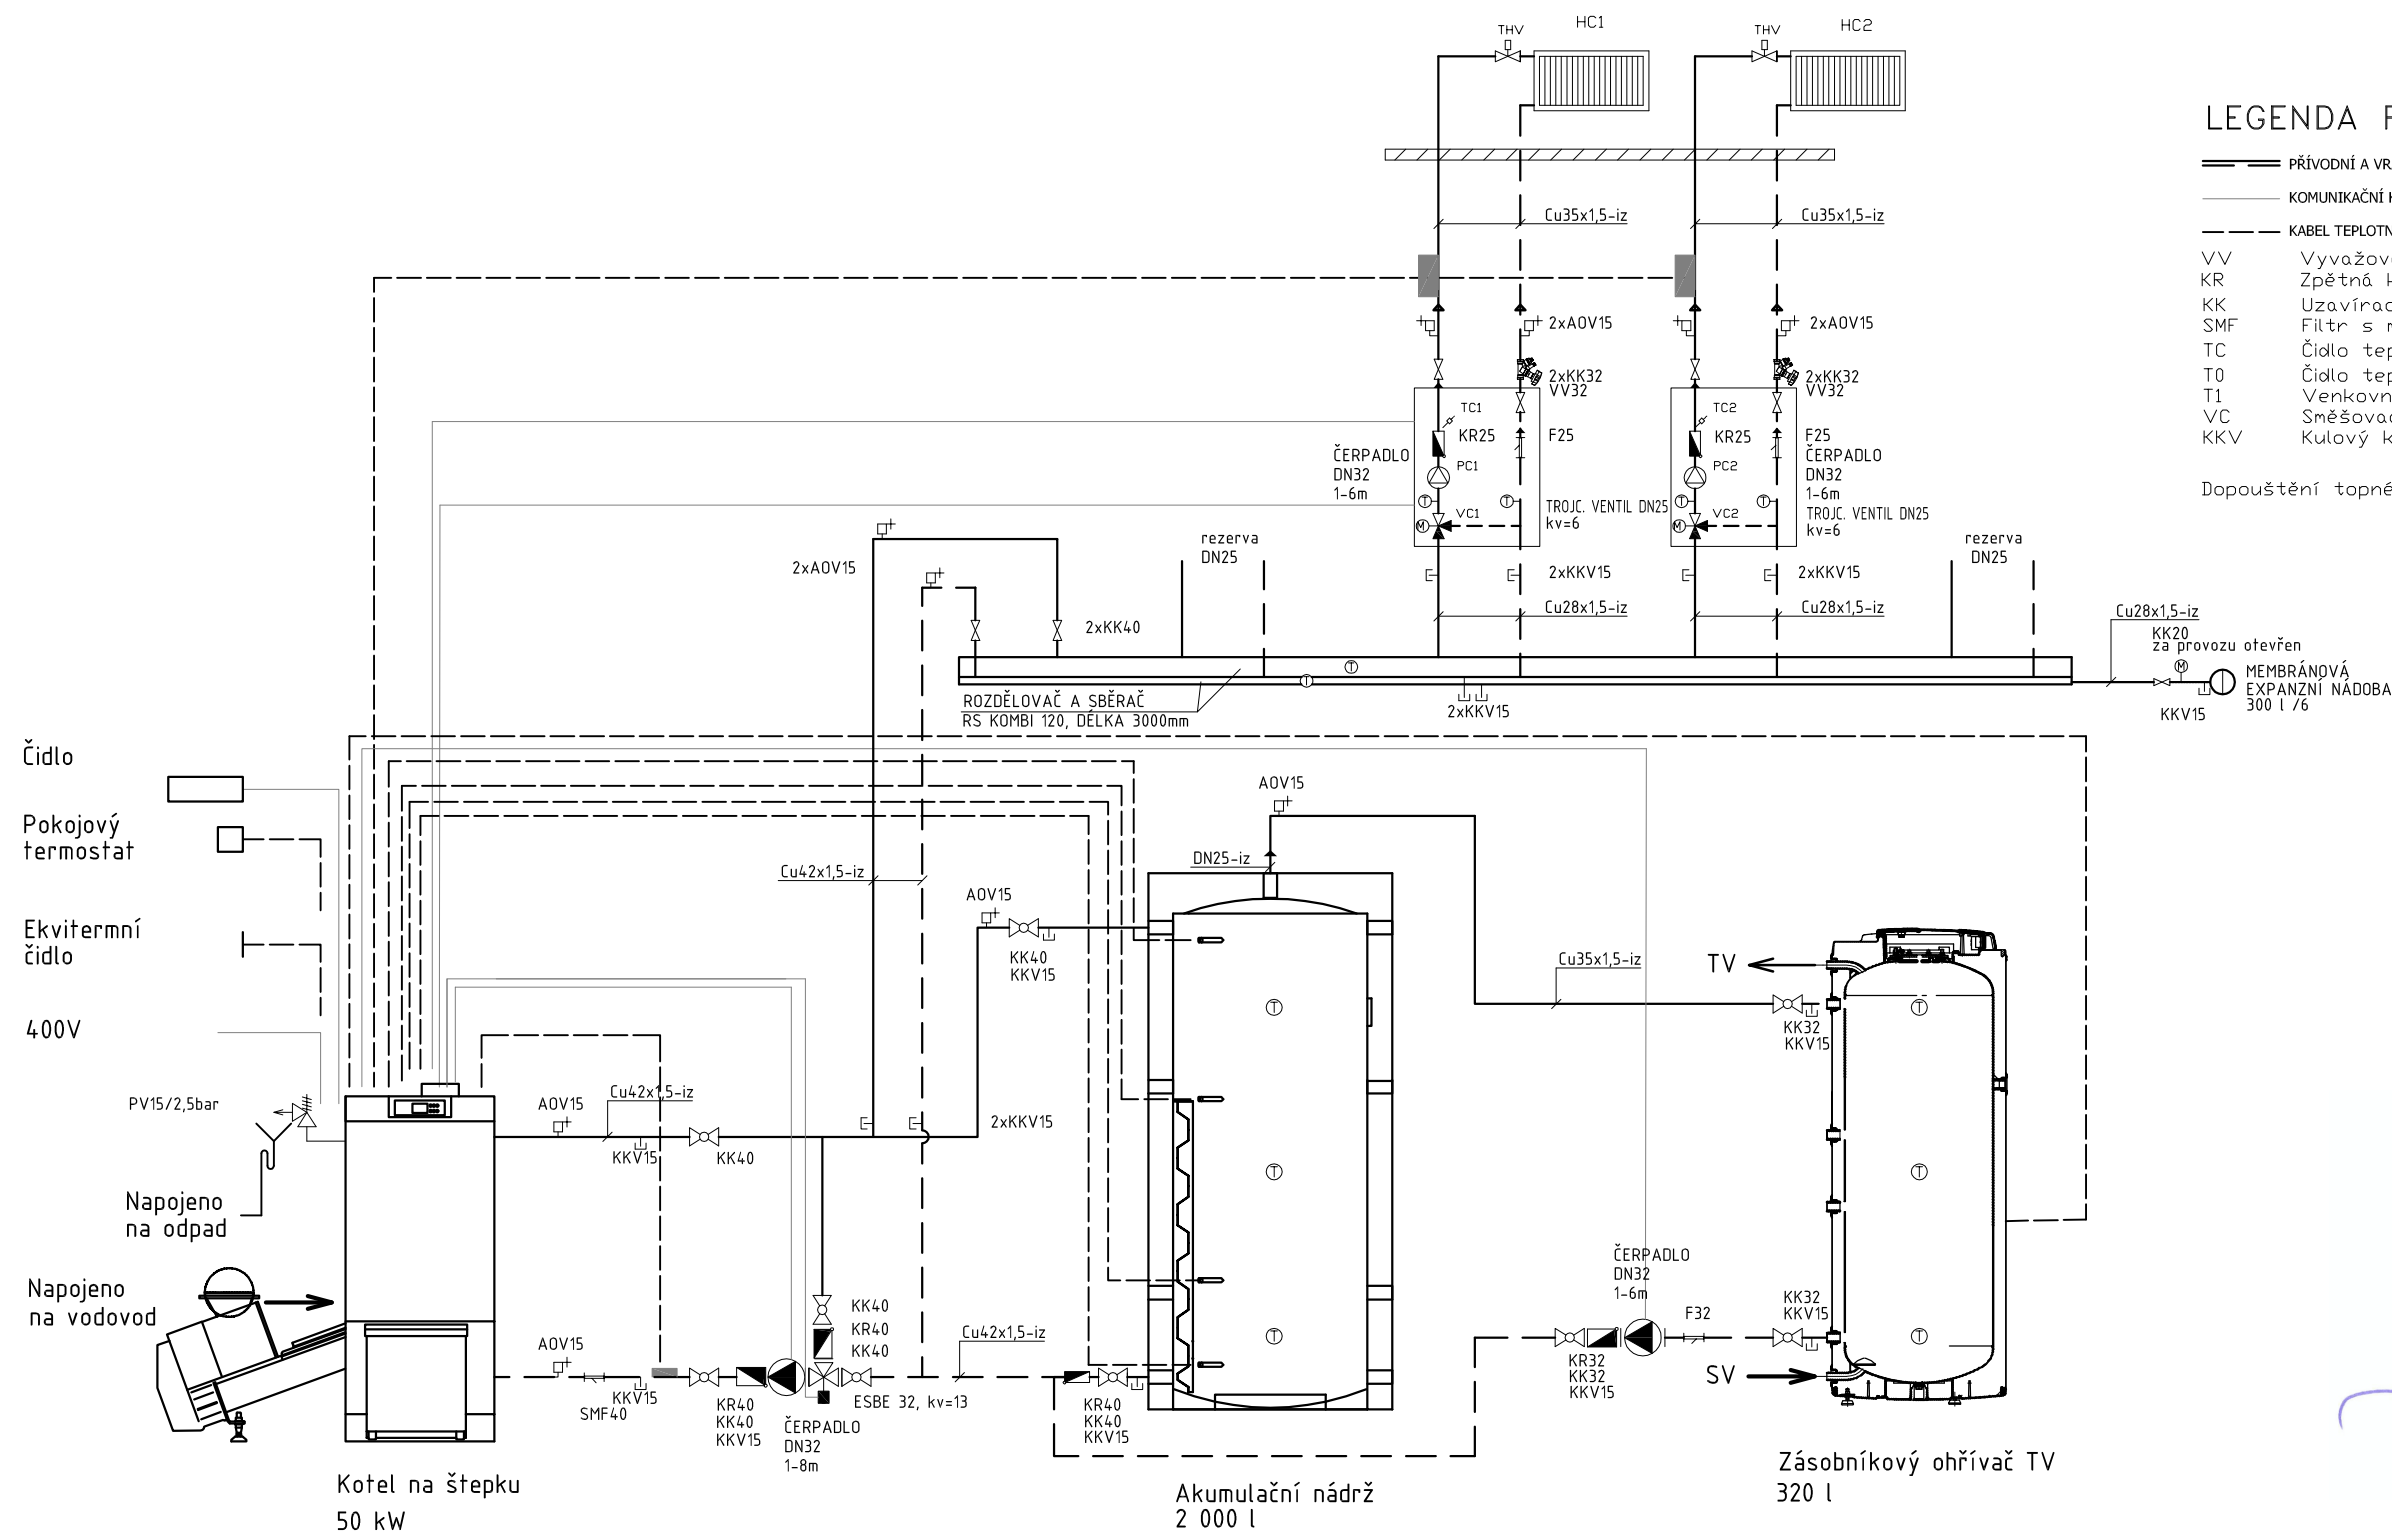 HC1
HC2
THV
THV
LEGENDA
PŘÍVODNÍ A
KOMUNIKAČNÍ
KABEL
VV
KR Zpětná
KK
SMF Filtr s
TC Čidlo
T0 Čidlo
T1
VC
KKV Kulový
Dopouštění
Cu35x1,5-iz
Cu35x1,5-iz
2xAOV15
2xAOV15
2xKK32
VV32
2xKK32
VV32
TC1
KR25
F25
PC1
VC1
M
T
T
ČERPADLO
DN32
1-6m
TROJC. VENTIL DN25
kv=6
TC2
KR25
F25
PC2
VC2
M
T
T
ČERPADLO
DN32
1-6m
TROJC. VENTIL DN25
kv=6
2xAOV15
rezerva
DN25
rezerva
DN25
2xKKV15
2xKKV15
Cu28x1,5-iz
Cu28x1,5-iz
Cu28x1,5-iz
2xKK40
KK20
za provozu otevřen
M
MEMBRÁNOVÁ
EXPANZNÍ NÁDOBA
300 l /6
KKV15
T
T
ROZDĚLOVAČ A SBĚRAČ
RS KOMBI 120, DÉLKA 3000mm
2xKKV15
Čidlo
Pokojový
termostat
Ekvitermní
čidlo
400V
PV15/2,5bar
Napojeno
na odpad
Napojeno
na vodovod
AOV15
DN25-iz
Cu42x1,5-iz
AOV15
KK40
KKV15
Cu35x1,5-iz
TV
KK32
KKV15
AOV15
Cu42x1,5-iz
KKV15
KK40
2xKKV15
T
T
T
T
T
T
ČERPADLO
DN32
1-6m
F32
KK32
KKV15
KK40
KR40
KK40
Cu42x1,5-iz
AOV15
KKV15
SMF40
KR40
KK40
KKV15
ČERPADLO
DN32
1-8m
ESBE 32, kv=13
KR40
KK40
KKV15
KR32
KK32
KKV15
SV
Kotel na štepku
50 kW
Akumulační nádrž
2 000 l
Zásobníkový ohřívač TV
320 l